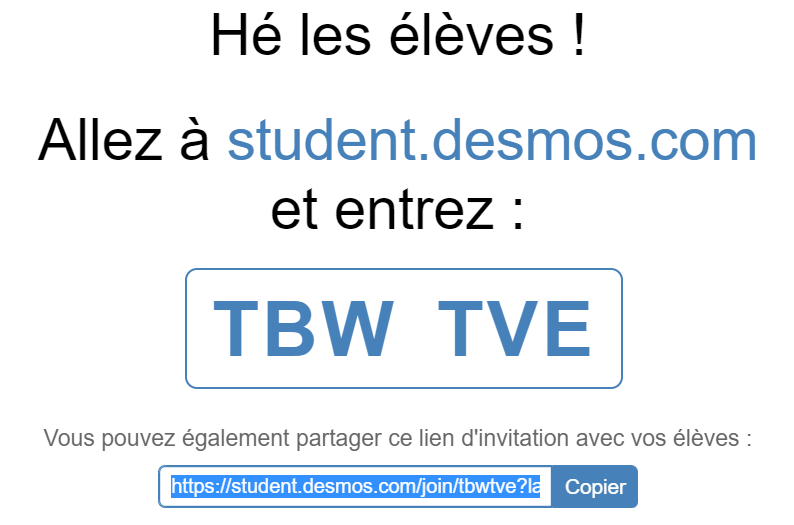 Hé les élèves !
Allez à student.desmos.com
et entrez :
TBW TVE
Vous pouvez également partager ce lien d'invitation avec vos élèves :
https://student.desmos.com/join/tbwtve?la Copier